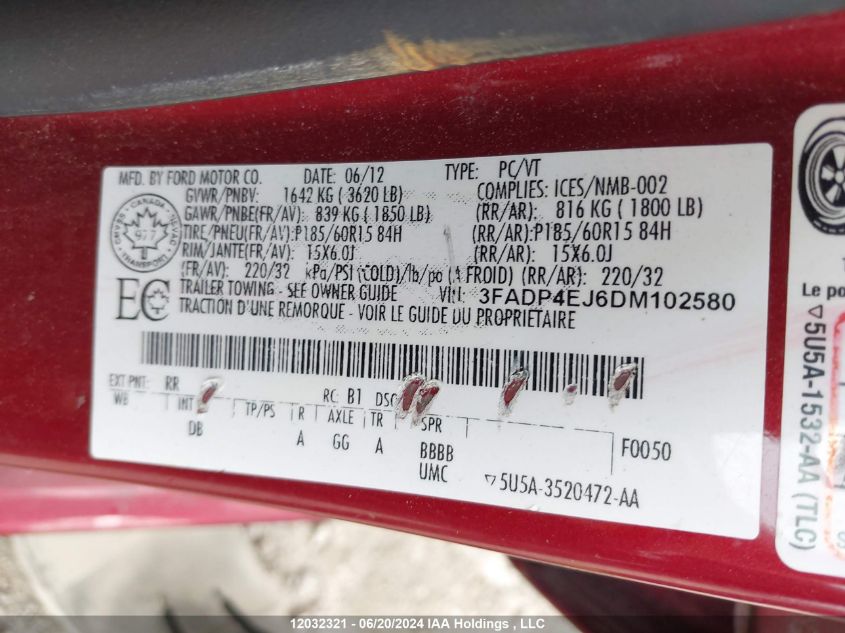 MFD. BY FORD MOTOR CO. DATE: 06/12 TYPE: PC/VT
GVWR/PNBV: 1642 KG ( 3620 LB) COMPLIES: ICES/NMB-002
GAWR/PNBE(FR/AV): 839 KG ( 1850 LB) (RR/AR): 816 KG ( 1800 LB)
TIRE/PNEU(FR/AV):P185/60R15 84H (RR/AR):P185/60R15 84H
RIM/JANTE(FR/AV): 15X6.0J (RR/AR): 15X6.0J
(FR/AV): 220/32 kPa/PSI (COLD)/lb/po (A FROID) (RR/AR): 220/32
TRAILER TOWING - SEE OWNER GUIDE VIN: 3FADP4EJ6DM102580
TRACTION D'UNE REMORQUE - VOIR LE GUIDE DU PROPRIETAIRE
CANADA
977
TRANSPORT
EC
EXT PNT: RR RC: B1 DSO
WB INT TP/PS R AXLE TR SPR
DB A GG A BBBB F0050
UMC ▽5U5A-3520472-AA
Le po
▽5U5A-1532-AA (TLC)
12032321 - 06/20/2024 IAA Holdings , LLC